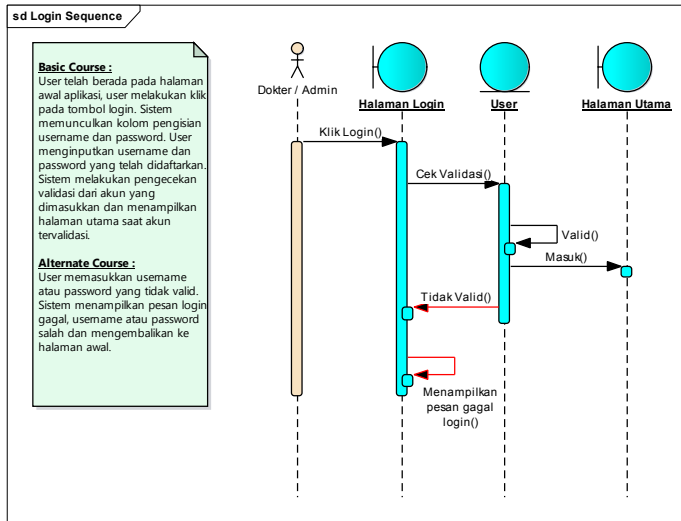 sd Login Sequence
Basic Course :
User telah berada pada halaman
awal aplikasi, user melakukan klik
pada tombol login. Sistem
memunculkan kolom pengisian
username dan password. User
menginputkan username dan
password yang telah didaftarkan.
Sistem melakukan pengecekan
validasi dari akun yang
dimasukkan dan menampilkan
halaman utama saat akun
tervalidasi.
Alternate Course :
User memasukkan username
atau password yang tidak valid.
Sistem menampilkan pesan login
gagal, username atau password
salah dan mengembalikan ke
halaman awal.
Dokter / Admin
Halaman Login
User
Halaman Utama
Klik Login()
Cek Validasi()
Valid()
Masuk()
Tidak Valid()
Menampilkan
pesan gagal
login()